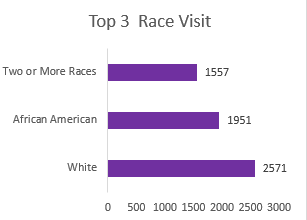 Top 3 Race Visit
Two or More Races 1557
African American 1951
White 2571
0 500 1000 1500 2000 2500 3000